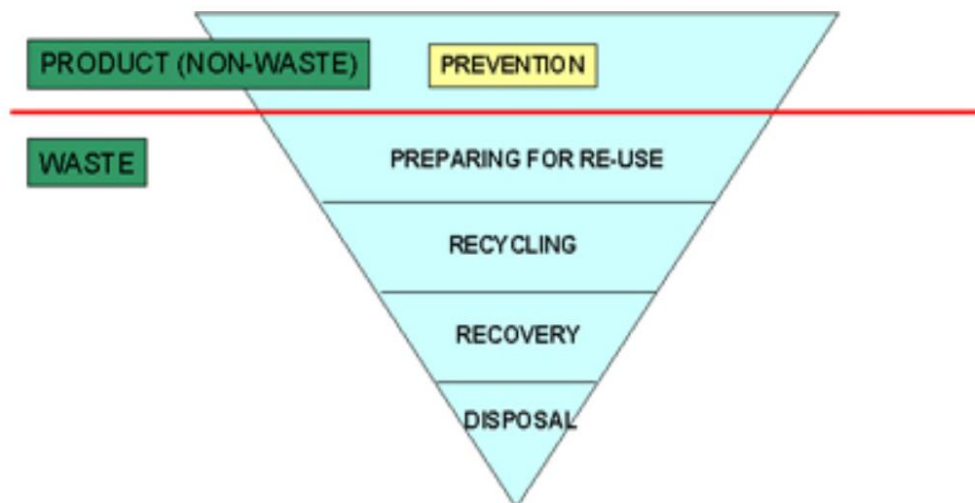 PRODUCT (NON-WASTE)
PREVENTION
WASTE
PREPARING FOR RE-USE
RECYCLING
RECOVERY
DISPOSAL